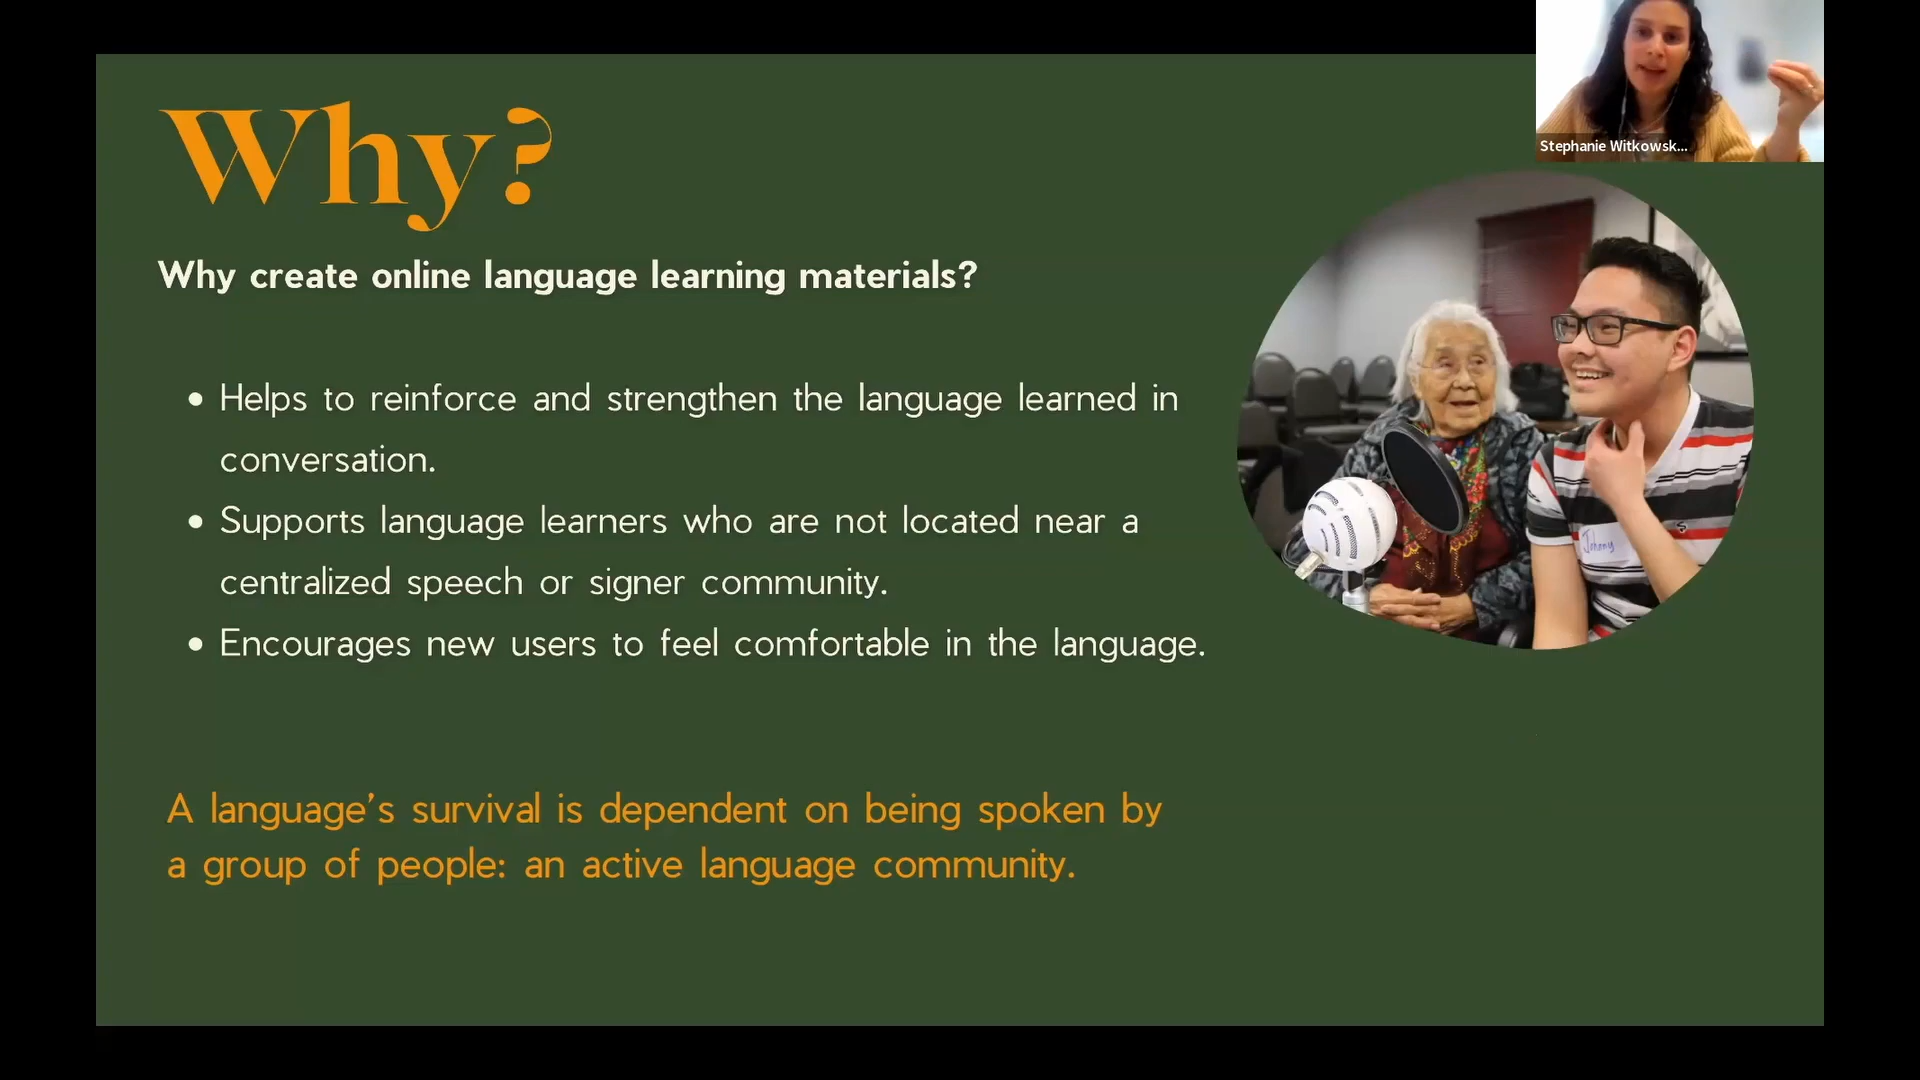 Stephanie Witkowsk...
Why?
Why create online language learning materials?
• Helps to reinforce and strengthen the language learned in
conversation.
• Supports language learners who are not located near a
centralized speech or signer community.
• Encourages new users to feel comfortable in the language.
Johnny
A language’s survival is dependent on being spoken by
a group of people: an active language community.